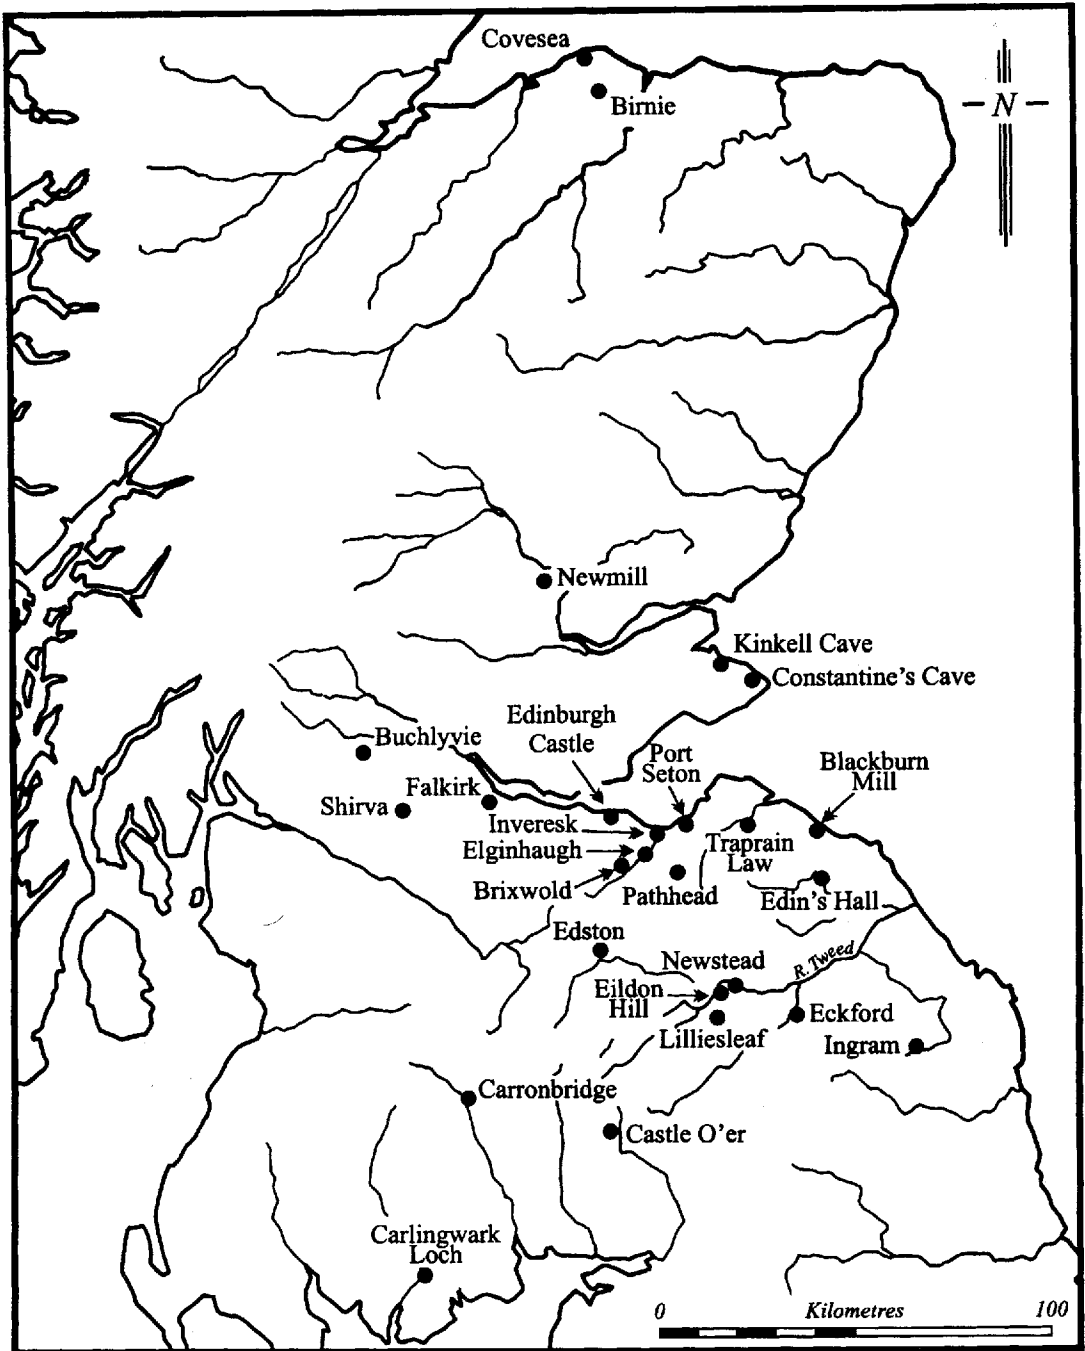 Covesea
Birnie
N
Newmill
Kinkell Cave
Constantine's Cave
Edinburgh
Castle
Buchlyvie
Port
Seton
Blackburn
Mill
Falkirk
Shirva
Inveresk
Elginhaugh
Traprain
Law
Brixwold
Pathhead
Edin's Hall
Edston
Newstead
R. Tweed
Eildon
Hill
Eckford
Lilliesleaf
Ingram
Carronbridge
Castle O'er
Carlingwark
Loch
0 Kilometres 100